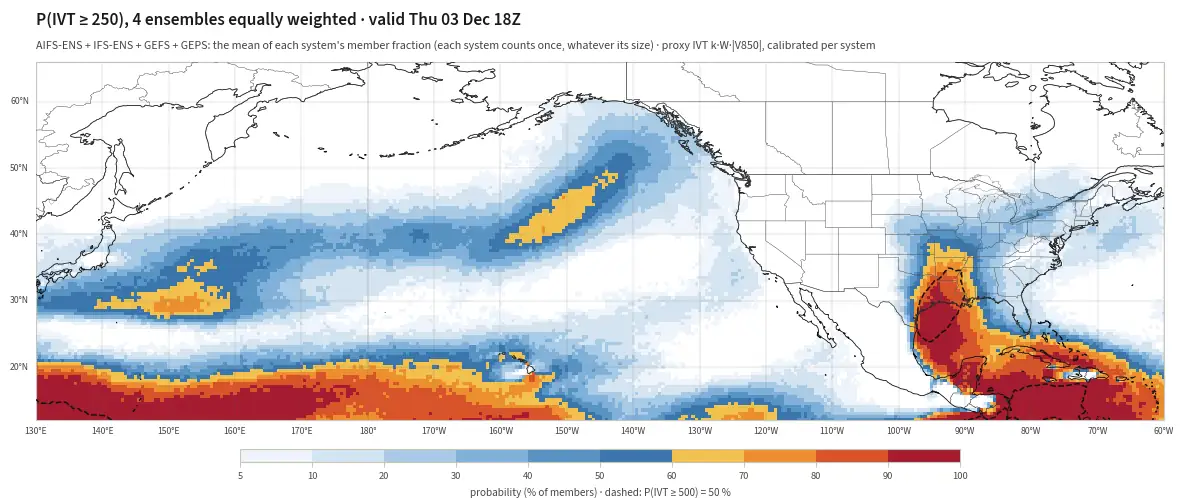 P(IVT ≥ 250), 4 ensembles equally weighted · valid Thu 03 Dec 18Z
AIFS-ENS + IFS-ENS + GEFS + GEPS: the mean of each system's member fraction (each system counts once, whatever its size) · proxy IVT k·W·|V850|, calibrated per system
60°N
50°N
40°N
30°N
20°N
130°E 140°E 150°E 160°E 170°E 180° 170°W 160°W 150°W 140°W 130°W 120°W 110°W 100°W 90°W 80°W 70°W 60°W
5 10 20 30 40 50 60 70 80 90 100
probability (% of members) · dashed: P(IVT ≥ 500) = 50 %